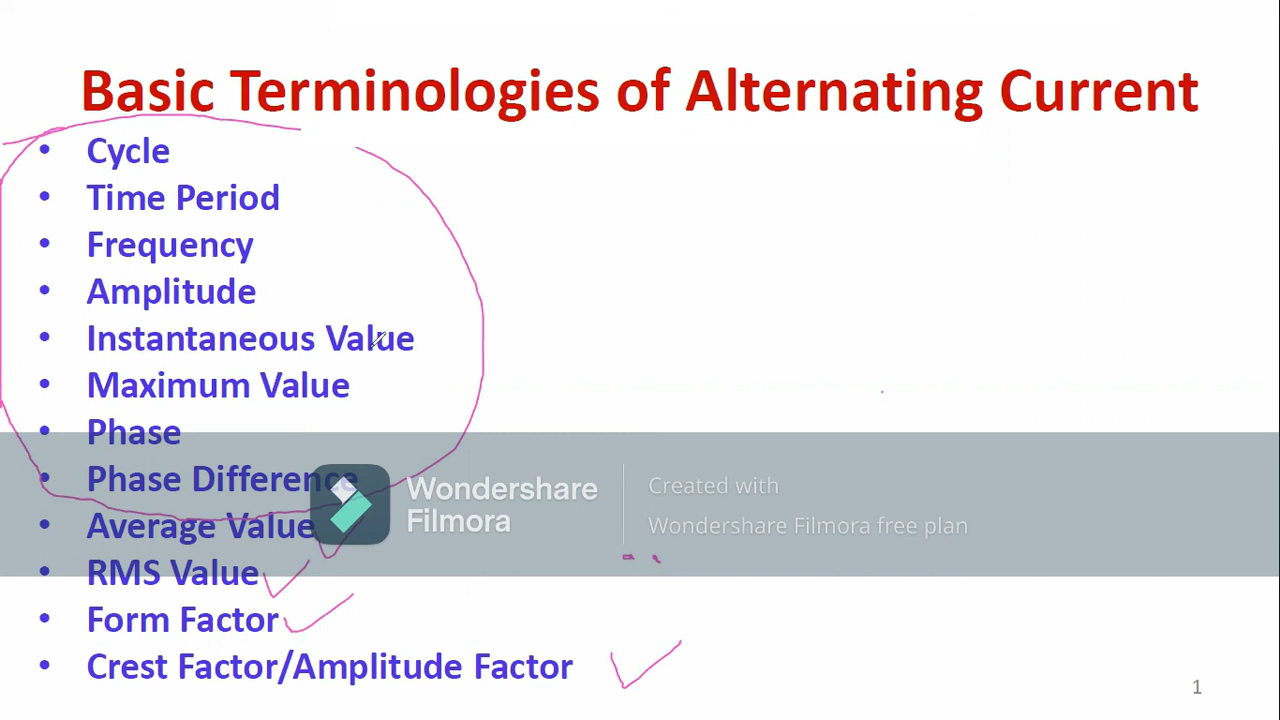 Basic Terminologies of Alternating Current
• Cycle
• Time Period
• Frequency
• Amplitude
• Instantaneous Value
• Maximum Value
• Phase
• Phase Difference
• Average Value
• RMS Value
• Form Factor
• Crest Factor/Amplitude Factor
Wondershare
Filmora
Created with
Wondershare Filmora free plan
1